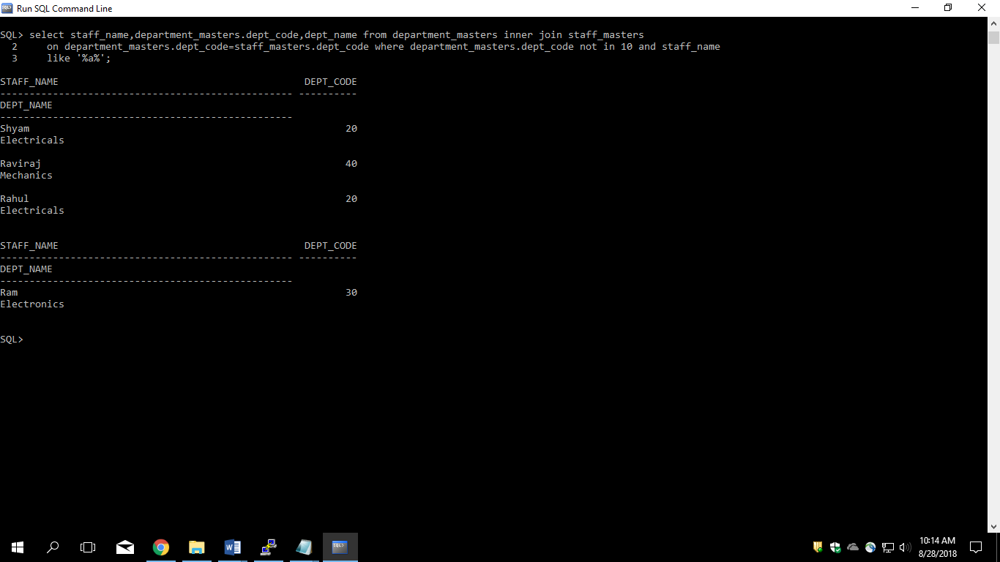 Run SQL Command Line
SQL> select staff_name,department_masters.dept_code,dept_name from department_masters inner join staff_masters
2 on department_masters.dept_code=staff_masters.dept_code where department_masters.dept_code not in 10 and staff_name
3 like '%a%';
STAFF_NAME DEPT_CODE
-------------------------------------------------- ----------
DEPT_NAME
--------------------------------------------------
Shyam 20
Electricals
Raviraj 40
Mechanics
Rahul 20
Electricals
STAFF_NAME DEPT_CODE
-------------------------------------------------- ----------
DEPT_NAME
--------------------------------------------------
Ram 30
Electronics
SQL>
10:14 AM
8/28/2018